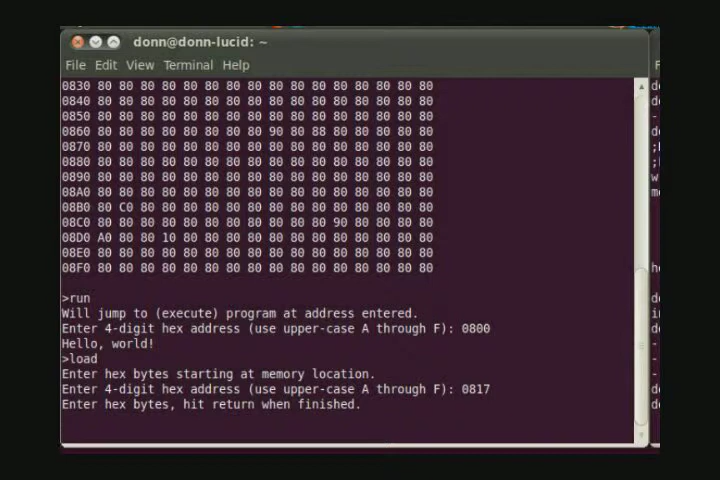 donn@donn-lucid: ~
File Edit View Terminal Help
0830 80 80 80 80 80 80 80 80 80 80 80 80 80 80 80 80
0840 80 80 80 80 80 80 80 80 80 80 80 80 80 80 80 80
0850 80 80 80 80 80 80 80 80 80 80 80 80 80 80 80 80
0860 80 80 80 80 80 80 80 80 90 80 88 80 80 80 80 80
0870 80 80 80 80 80 80 80 80 80 80 80 80 80 80 80 80
0880 80 80 80 80 80 80 80 80 80 80 80 80 80 80 80 80
0890 80 80 80 80 80 80 80 80 80 80 80 80 80 80 80 80
08A0 80 80 80 80 80 80 80 80 80 80 80 80 80 80 80 80
08B0 80 C0 80 80 80 80 80 80 80 80 80 80 80 80 80 80
08C0 80 80 80 80 80 80 80 80 80 80 80 90 80 80 80 80
08D0 A0 80 80 10 80 80 80 80 80 80 80 80 80 80 80 80
08E0 80 80 80 80 80 80 80 80 80 80 80 80 80 80 80 80
08F0 80 80 80 80 80 80 80 80 80 80 80 80 80 80 80 80
>run
Will jump to (execute) program at address entered.
Enter 4-digit hex address (use upper-case A through F): 0800
Hello, world!
>load
Enter hex bytes starting at memory location.
Enter 4-digit hex address (use upper-case A through F): 0817
Enter hex bytes, hit return when finished.